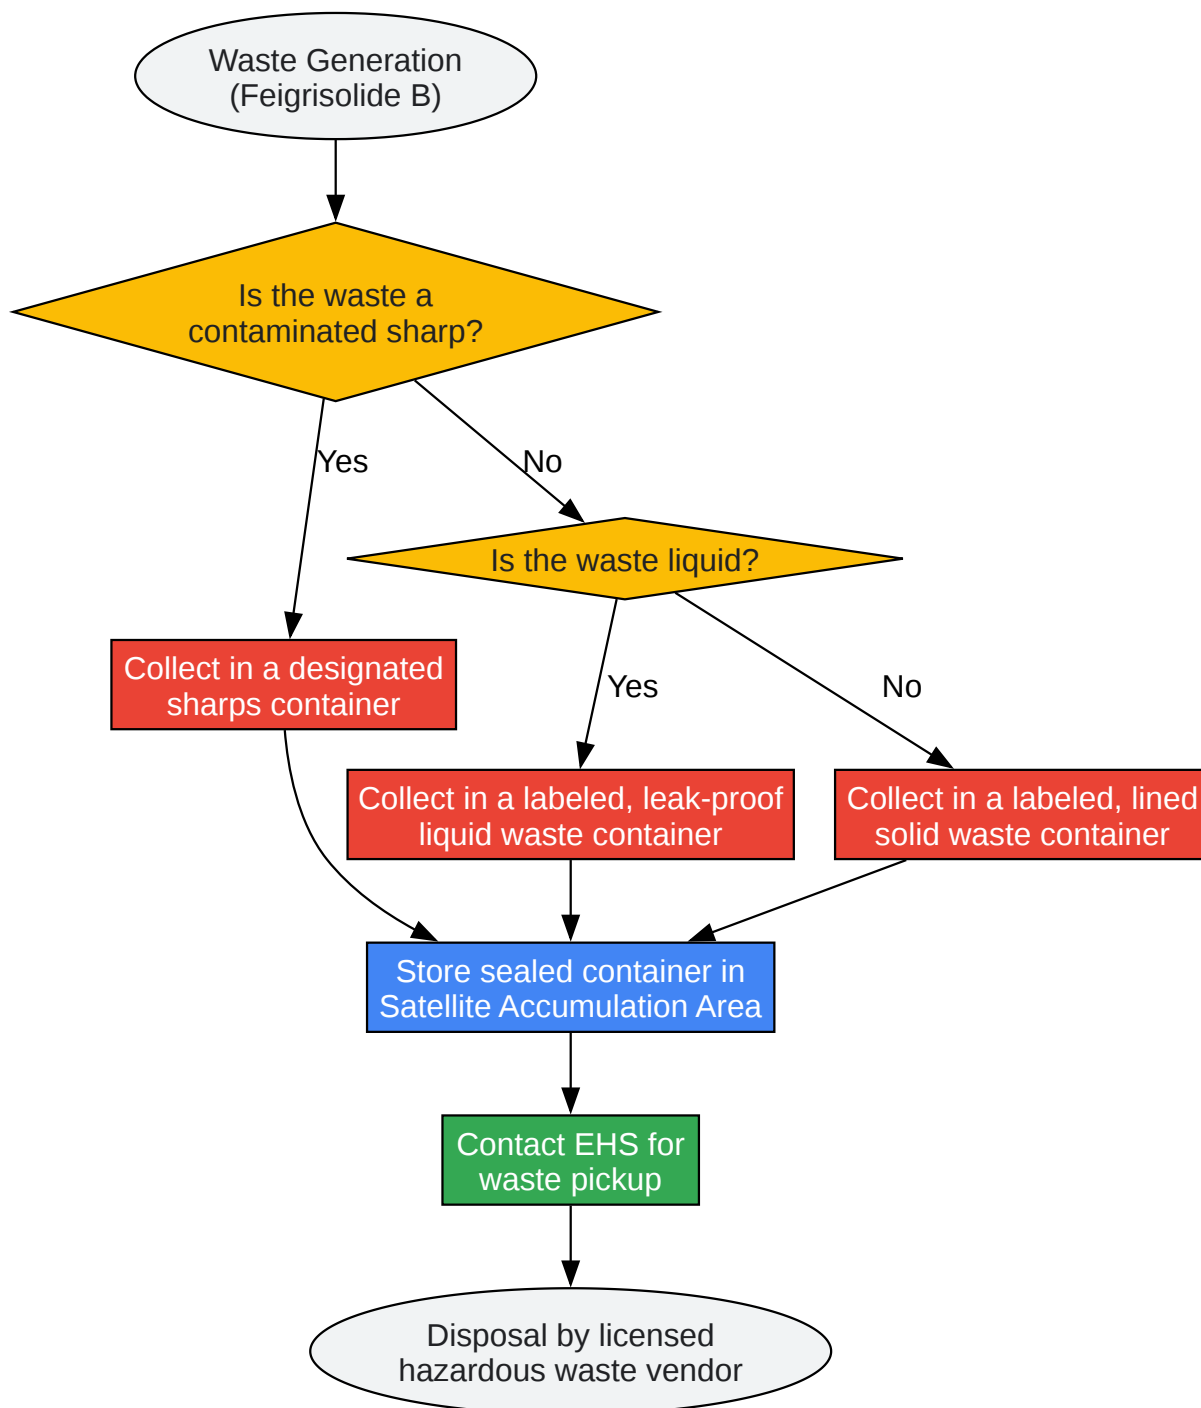 Waste Generation
(Feigrisolide B)
Is the waste a
contaminated sharp?
Yes
No
Is the waste liquid?
Collect in a designated
sharps container
Yes
No
Collect in a labeled, leak-proof
liquid waste container
Collect in a labeled, lined
solid waste container
Store sealed container in
Satellite Accumulation Area
Contact EHS for
waste pickup
Disposal by licensed
hazardous waste vendor